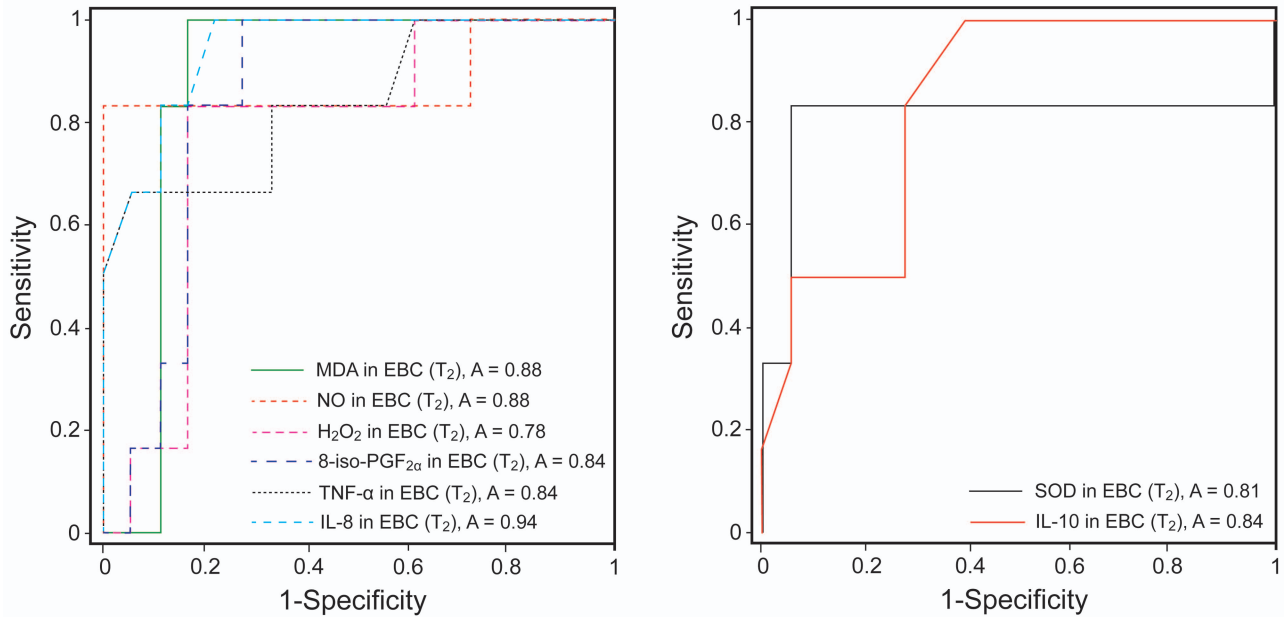 1
0.8
0.6
0.4
0.2
0
Sensitivity
MDA in EBC (T₂), A = 0.88
NO in EBC (T₂), A = 0.88
H₂O₂ in EBC (T₂), A = 0.78
8-iso-PGF₂α in EBC (T₂), A = 0.84
TNF-α in EBC (T₂), A = 0.84
IL-8 in EBC (T₂), A = 0.94
0 0.2 0.4 0.6 0.8 1
1-Specificity
1
0.8
0.6
0.4
0.2
0
Sensitivity
SOD in EBC (T₂), A = 0.81
IL-10 in EBC (T₂), A = 0.84
0 0.2 0.4 0.6 0.8 1
1-Specificity